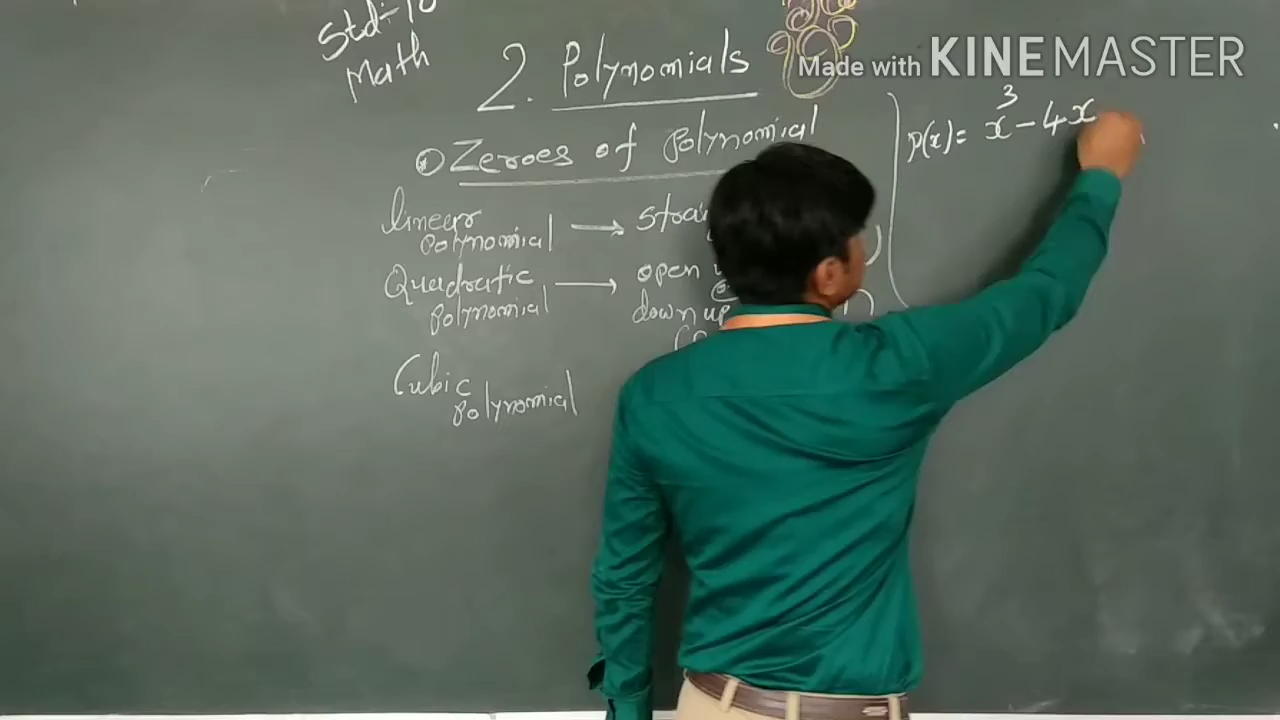 Std-10
Math
2. Polynomials
Made with KINEMASTER
⊙ Zeroes of Polynomial
p(x) = x³ - 4x
linear polynomial →
Quadratic polynomial → open
down up
Cubic polynomial